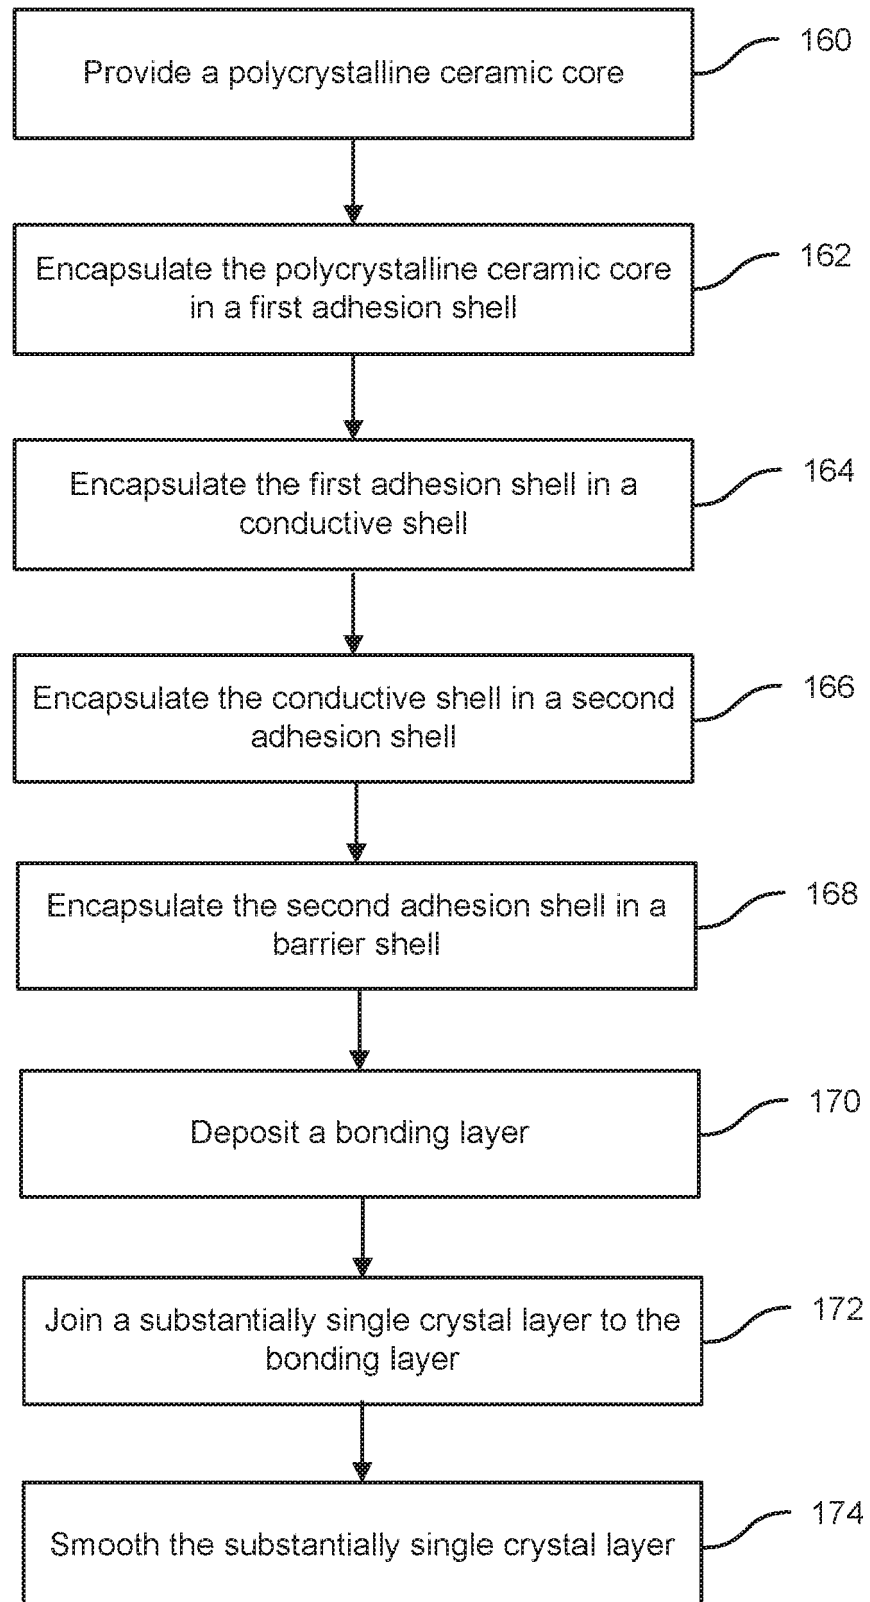 Provide a polycrystalline ceramic core
160
Encapsulate the polycrystalline ceramic core
in a first adhesion shell
162
Encapsulate the first adhesion shell in a
conductive shell
164
Encapsulate the conductive shell in a second
adhesion shell
166
Encapsulate the second adhesion shell in a
barrier shell
168
Deposit a bonding layer
170
Join a substantially single crystal layer to the
bonding layer
172
Smooth the substantially single crystal layer
174